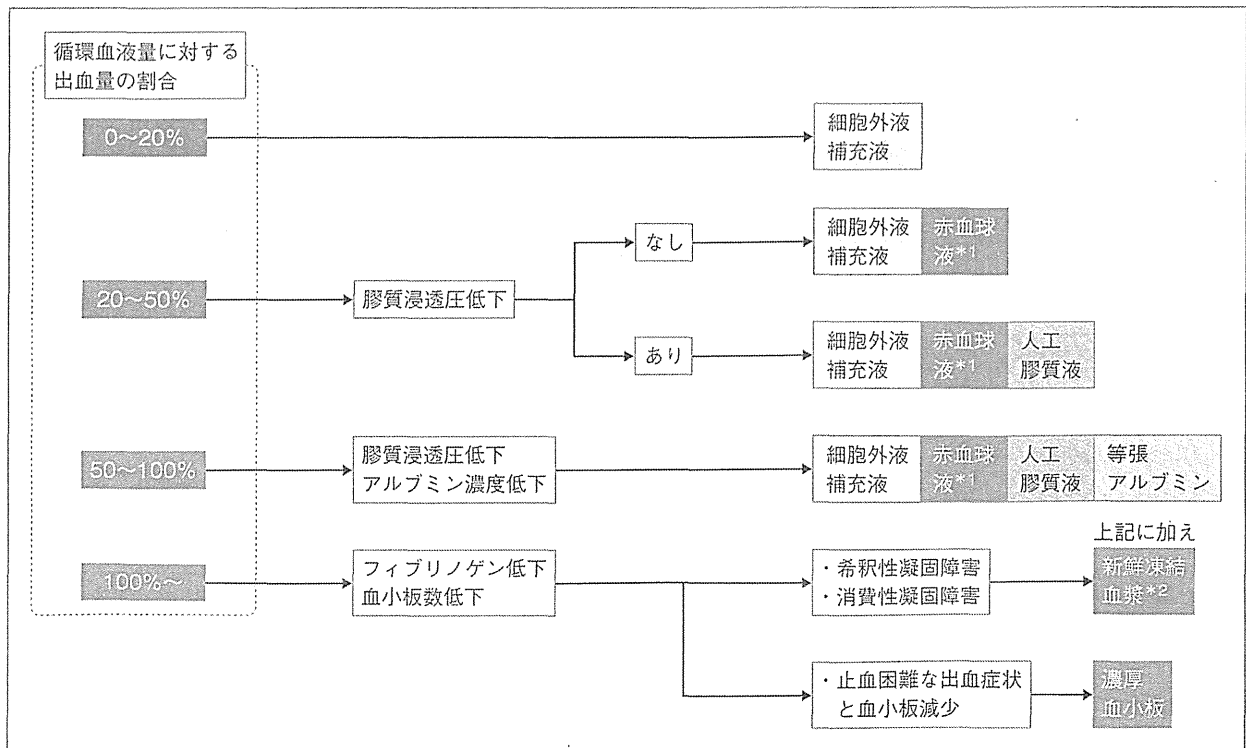 循環血液量に対する
出血量の割合
0〜20%
細胞外液
補充液
20〜50%
膠質浸透圧低下
なし
細胞外液
補充液
赤血球
液*1
あり
細胞外液
補充液
赤血球
液*1
人工
膠質液
50〜100%
膠質浸透圧低下
アルブミン濃度低下
細胞外液
補充液
赤血球
液*1
人工
膠質液
等張
アルブミン
100%〜
フィブリノゲン低下
血小板数低下
・希釈性凝固障害
・消費性凝固障害
上記に加え
新鮮凍結
血漿*2
・止血困難な出血症状
と血小板減少
濃厚
血小板